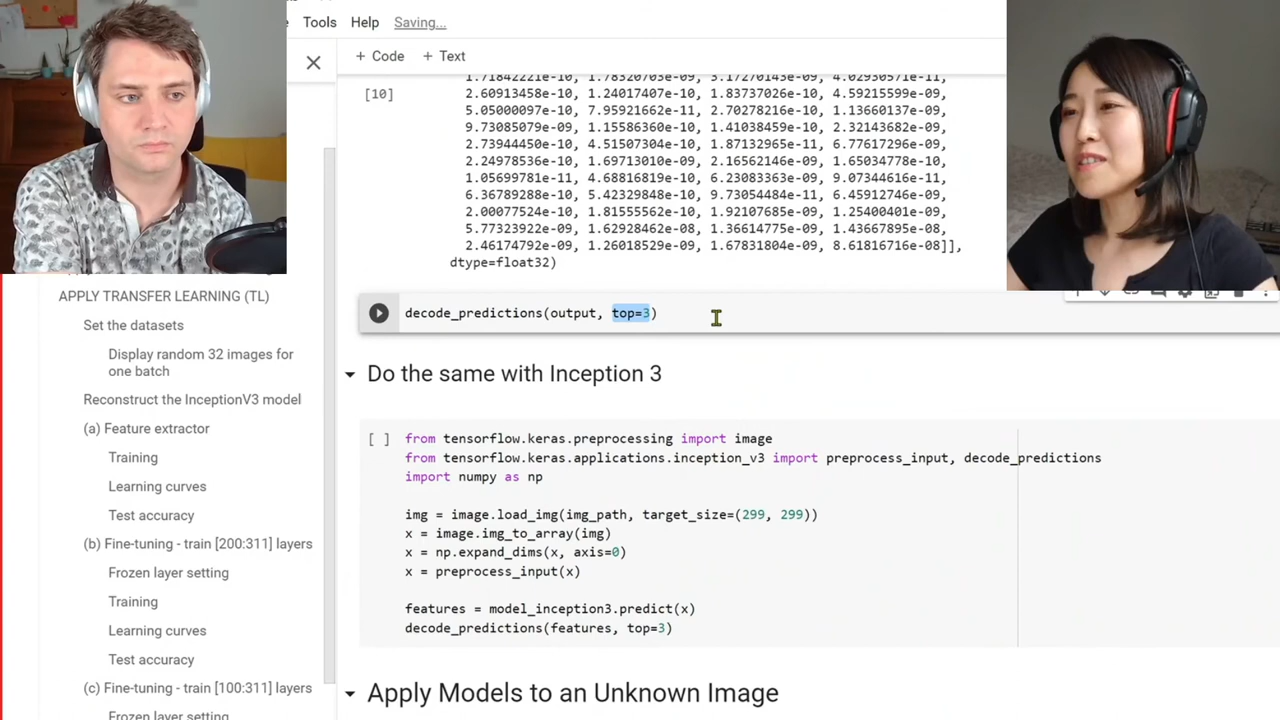 Tools Help Saving...
+ Code + Text
1.71842221e-10, 1.78320703e-09, 3.17270143e-09, 4.02930571e-11,
[10]
2.60913458e-10, 1.24017407e-10, 1.83737026e-10, 4.59215599e-09,
5.05000097e-10, 7.95921662e-11, 2.70278216e-10, 1.13660137e-09,
9.73085079e-09, 1.15586360e-10, 1.41038459e-10, 2.32143682e-09,
2.73944450e-10, 4.51507304e-10, 1.87132965e-11, 6.77617296e-09,
2.24978536e-10, 1.69713010e-09, 2.16562146e-09, 1.65034778e-10,
1.05699781e-11, 4.68816819e-10, 6.23083363e-09, 9.07344616e-11,
6.36789288e-10, 5.42329848e-10, 9.73054484e-11, 6.45912746e-09,
2.00077524e-10, 1.81555562e-10, 1.92107685e-09, 1.25400401e-09,
5.77323922e-09, 1.62928462e-08, 1.36614775e-09, 1.43667895e-08,
2.46174792e-09, 1.26018529e-09, 1.67831804e-09, 8.61816716e-08]],
dtype=float32)
APPLY TRANSFER LEARNING (TL)
Set the datasets
Display random 32 images for
one batch
Reconstruct the InceptionV3 model
(a) Feature extractor
Training
Learning curves
Test accuracy
(b) Fine-tuning - train [200:311] layers
Frozen layer setting
Training
Learning curves
Test accuracy
(c) Fine-tuning - train [100:311] layers
Frozen layer setting
decode_predictions(output, top=3)
Do the same with Inception 3
[ ] from tensorflow.keras.preprocessing import image
from tensorflow.keras.applications.inception_v3 import preprocess_input, decode_predictions
import numpy as np
img = image.load_img(img_path, target_size=(299, 299))
x = image.img_to_array(img)
x = np.expand_dims(x, axis=0)
x = preprocess_input(x)
features = model_inception3.predict(x)
decode_predictions(features, top=3)
Apply Models to an Unknown Image